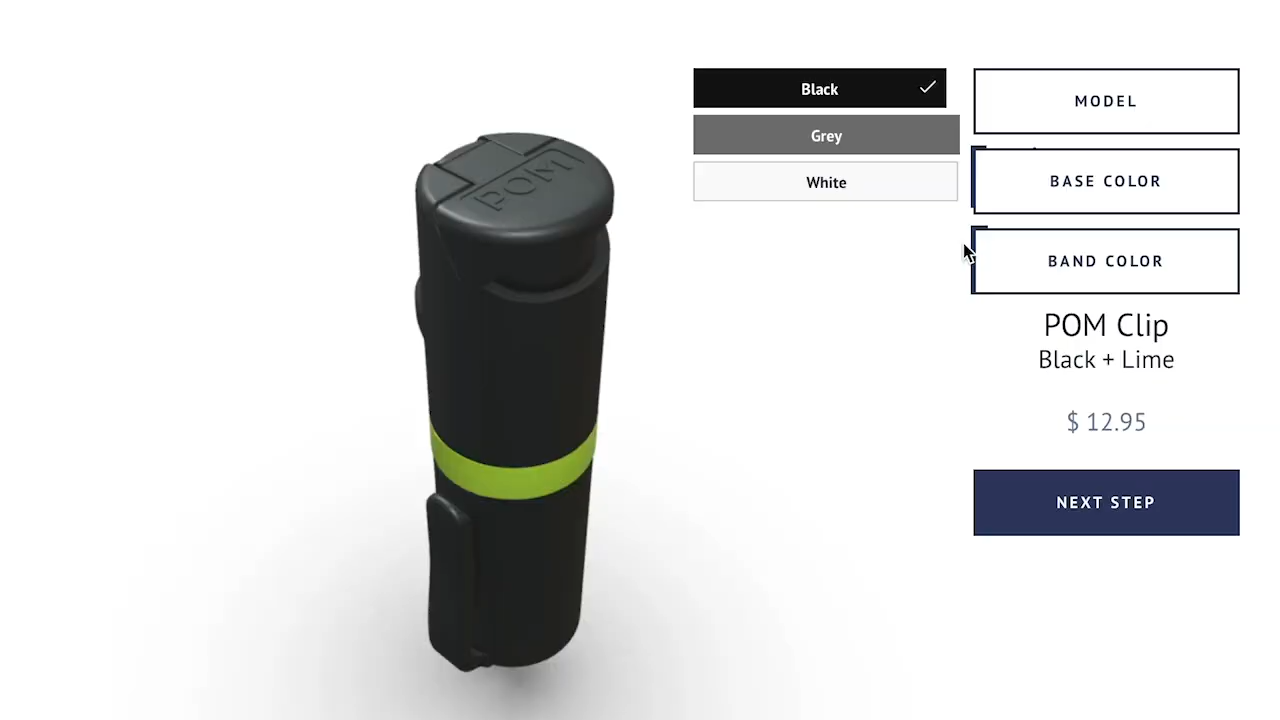 POM
Black
Grey
White
MODEL
BASE COLOR
BAND COLOR
POM Clip
Black + Lime
$ 12.95
NEXT STEP